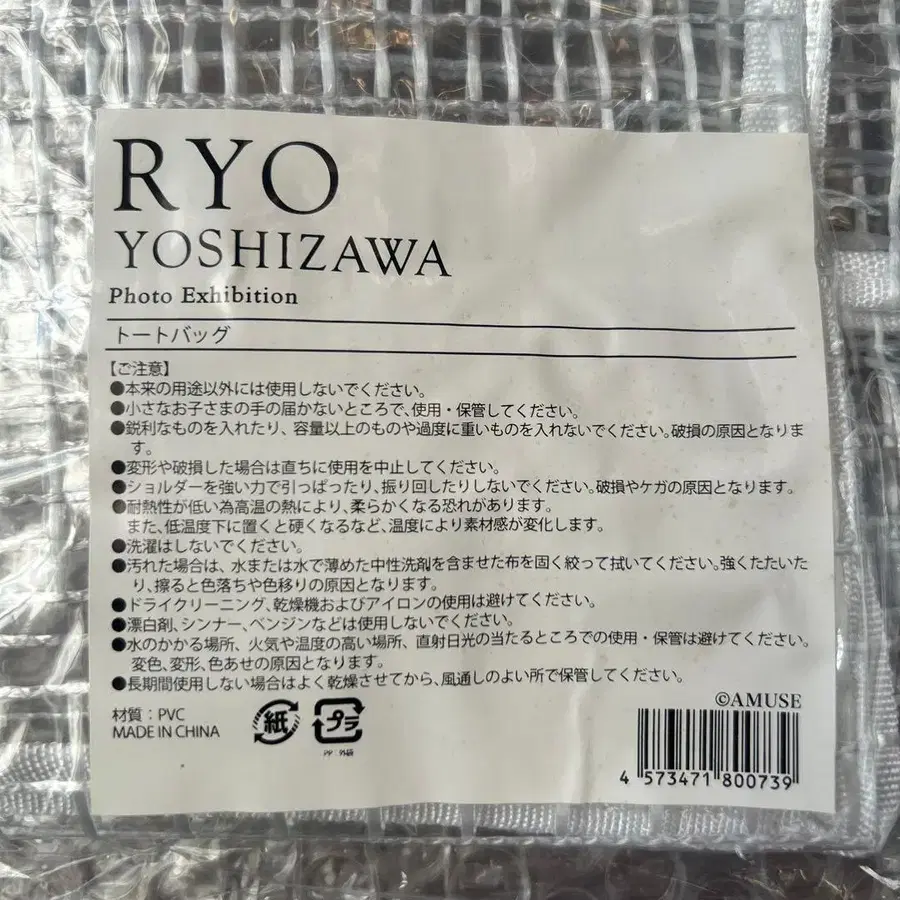 RYO
YOSHIZAWA
Photo Exhibition
トートバッグ
【ご注意】
●本来の用途以外には使用しないでください。
●小さなお子さまの手の届かないところで、使用・保管してください。
●鋭利なものを入れたり、容量以上のものや過度に重いものを入れないでください。破損の原因となりま
す。
●変形や破損した場合は直ちに使用を中止してください。
●ショルダーを強い力で引っぱったり、振り回したりしないでください。破損やケガの原因となります。
●耐熱性が低い為高温の熱により、柔らかくなる恐れがあります。
また、低温度下に置くと硬くなるなど、温度により素材感が変化します。
●洗濯はしないでください。
●汚れた場合は、水または水で薄めた中性洗剤を含ませた布を固く絞って拭いてください。強くたたいた
り、擦ると色落ちや色移りの原因となります。
●ドライクリーニング、乾燥機およびアイロンの使用は避けてください。
●漂白剤、シンナー、ベンジンなどは使用しないでください。
●水のかかる場所、火気や温度の高い場所、直射日光の当たるところでの使用・保管は避けてください。
変色、変形、色あせの原因となります。
●長期間使用しない場合はよく乾燥させてから、風通しのよい所で保管してください。
©AMUSE
材質：PVC
MADE IN CHINA
紙
プラ
PP 外袋
4 573471 800739